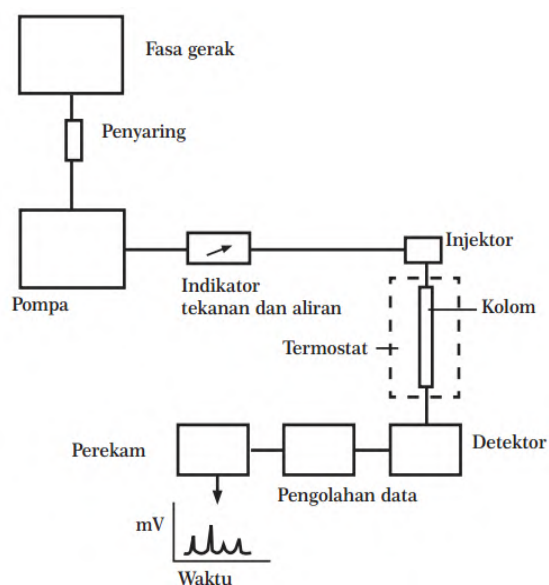 Fasa gerak
Penyaring
Pompa
Indikator
tekanan dan aliran
Injektor
Kolom
Termostat
Detektor
Pengolahan data
Perekam
mV
Waktu